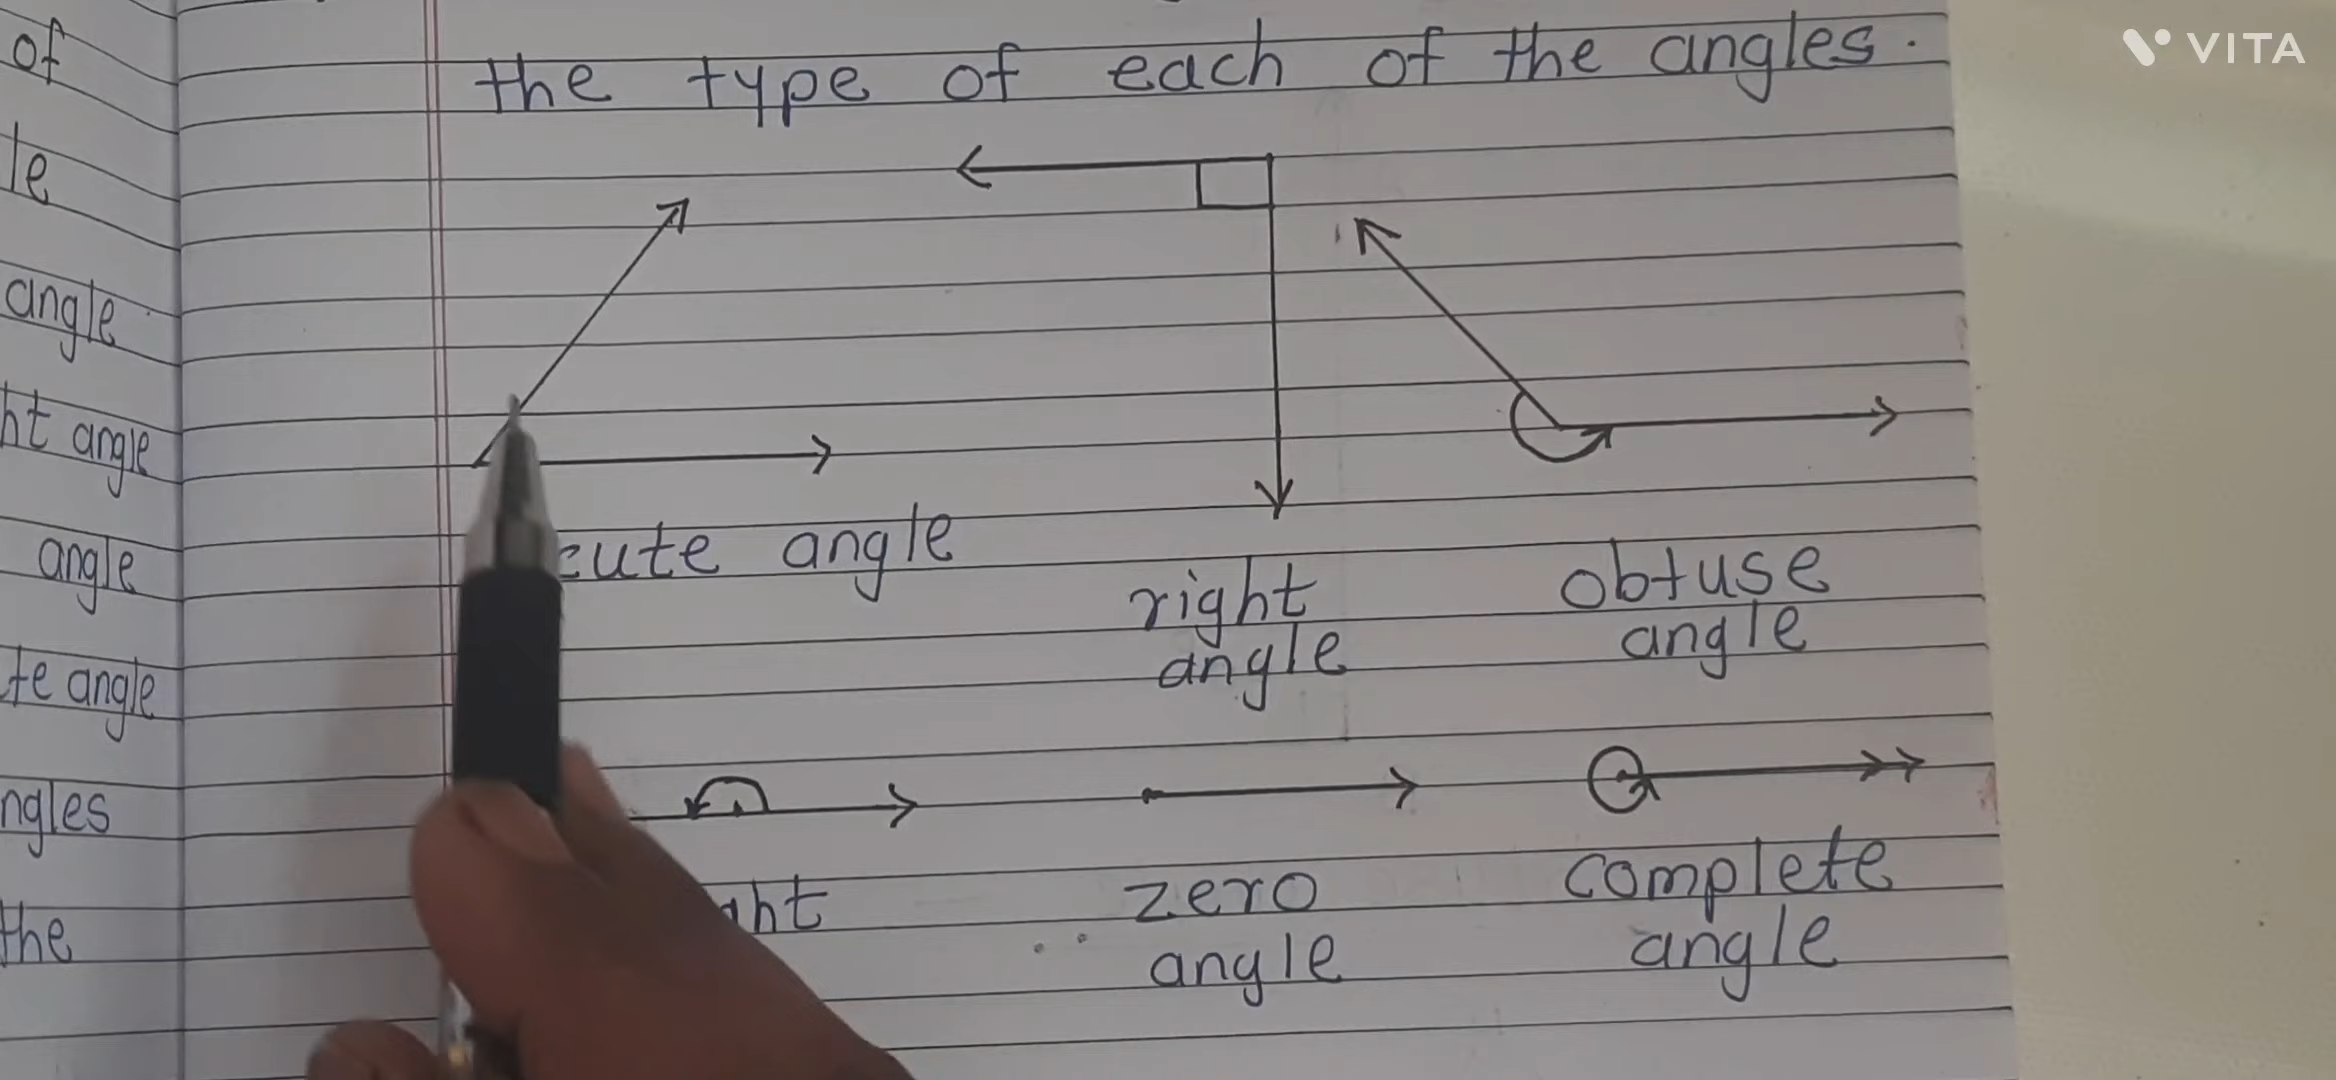 of
le
angle
ht angle
angle
te angle
ngles
the
the type of each of the angles.
cute angle
right
angle
obtuse
angle
ght
zero
angle
complete
angle
VITA